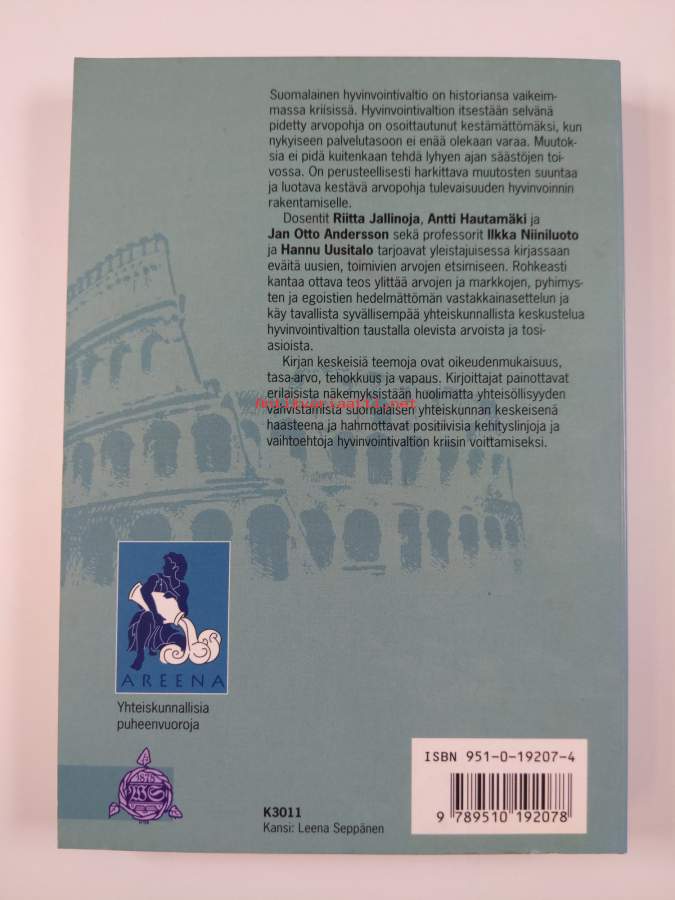 Suomalainen hyvinvointivaltio on historiansa vaikeim-
massa kriisissä. Hyvinvointivaltion itsestään selvänä
pidetty arvopohja on osoittautunut kestämättömäksi, kun
nykyiseen palvelutasoon ei enää olekaan varaa. Muutok-
sia ei pidä kuitenkaan tehdä lyhyen ajan säästöjen toi-
vossa. On perusteellisesti harkittava muutosten suuntaa
ja luotava kestävä arvopohja tulevaisuuden hyvinvoinnin
rakentamiselle.
Dosentit Riitta Jallinoja, Antti Hautamäki ja
Jan Otto Andersson sekä professorit Ilkka Niiniluoto
ja Hannu Uusitalo tarjoavat yleistajuisessa kirjassaan
eväitä uusien, toimivien arvojen etsimiseen. Rohkeasti
kantaa ottava teos ylittää arvojen ja markkojen, pyhimys-
ten ja egoistien hedelmättömän vastakkainasettelun ja
käy tavallista syvällisempää yhteiskunnallista keskustelua
hyvinvointivaltion taustalla olevista arvoista ja tosi-
asioista.
Kirjan keskeisiä teemoja ovat oikeudenmukaisuus,
tasa-arvo, tehokkuus ja vapaus. Kirjoittajat painottavat
erilaisista näkemyksistään huolimatta yhteisöllisyyden
antikvariaatti.net
vahvistamista suomalaisen yhteiskunnan keskeisenä
haasteena ja hahmottavat positiivisia kehityslinjoja ja
vaihtoehtoja hyvinvointivaltion kriisin voittamiseksi.
AREENA
Yhteiskunnallisia
puheenvuoroja
1878
WS
K3011
Kansi: Leena Seppänen
ISBN 951-0-19207-4
9 789510 192078